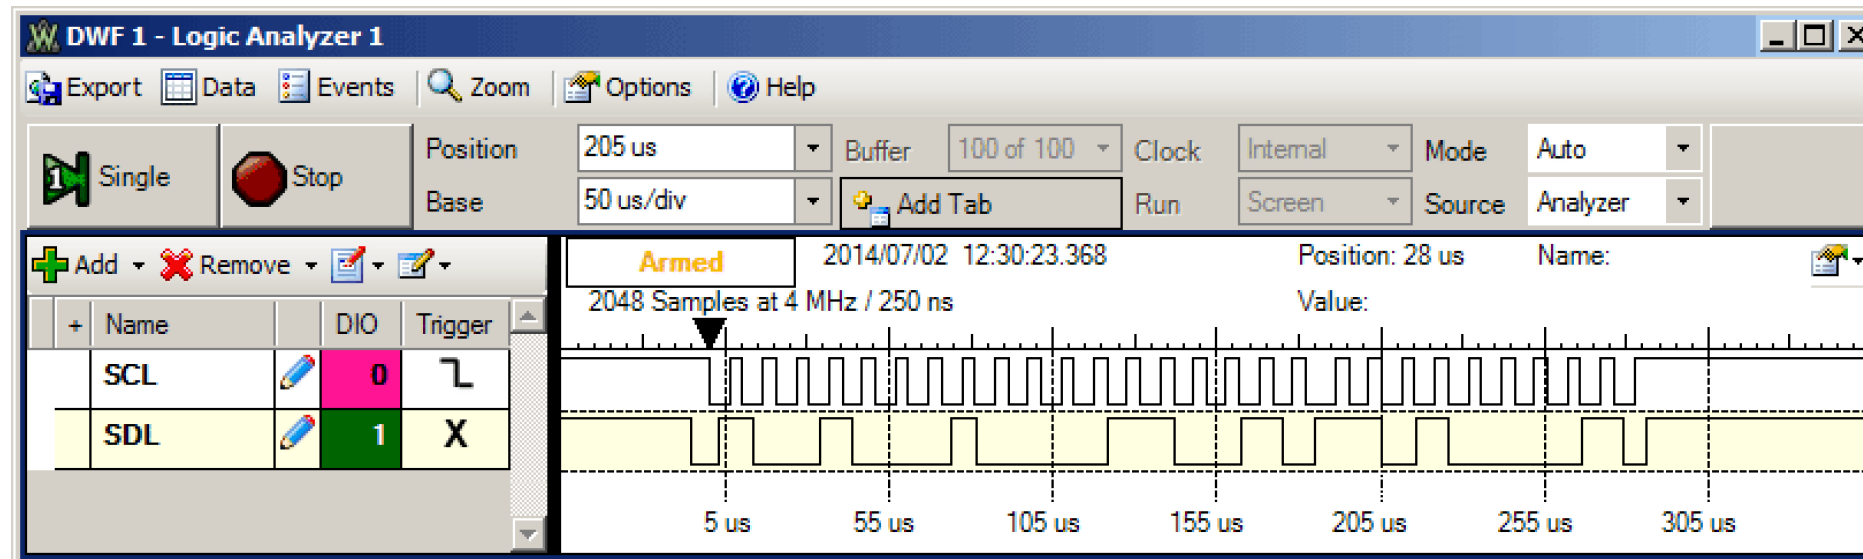 DWF 1 - Logic Analyzer 1
Export Data Events Zoom Options Help
Single Stop Position 205 us Buffer 100 of 100 Clock Internal Mode Auto
Base 50 us/div Add Tab Run Screen Source Analyzer
Add Remove Armed 2014/07/02 12:30:23.368 Position: 28 us Name:
2048 Samples at 4 MHz / 250 ns Value:
+ Name DIO Trigger
SCL 0
SDL 1 X
5 us 55 us 105 us 155 us 205 us 255 us 305 us